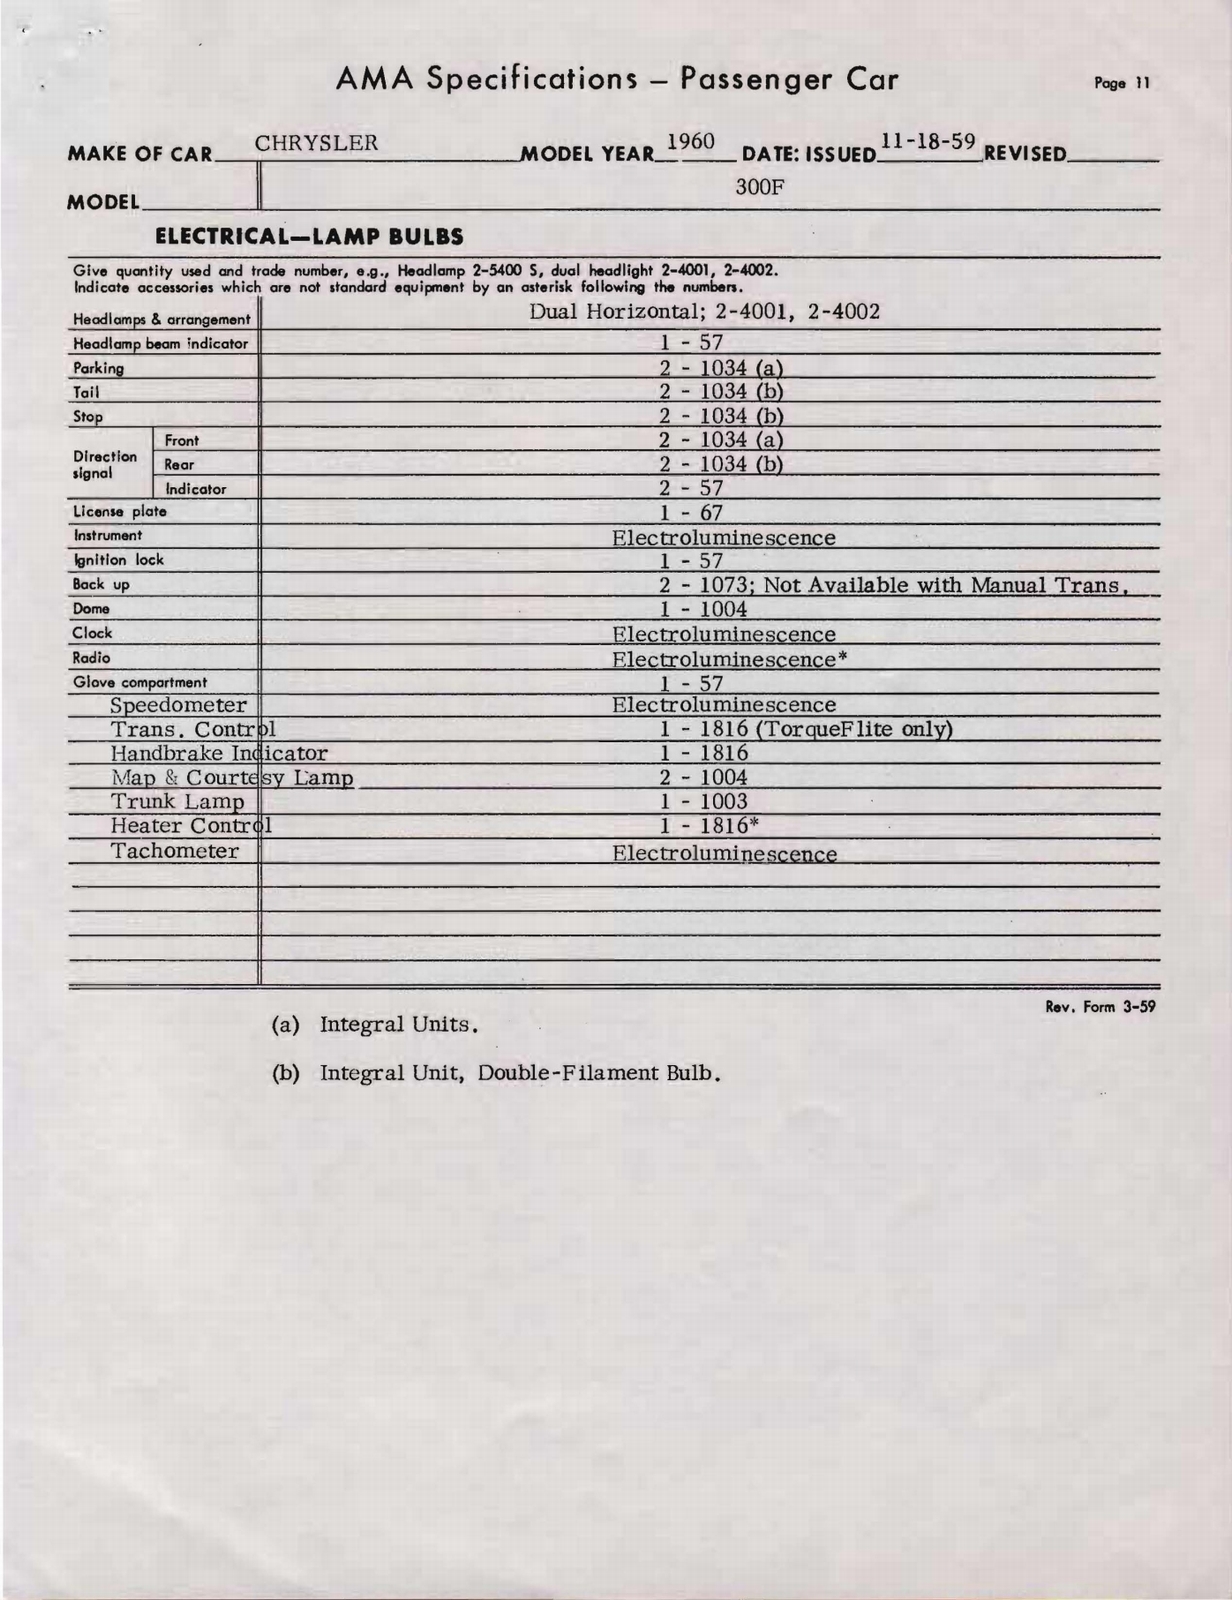 AMA Specifications – Passenger Car Page 11
MAKE OF CAR CHRYSLER MODEL YEAR 1960 DATE: ISSUED 11-18-59 REVISED
MODEL 300F
ELECTRICAL—LAMP BULBS
Give quantity used and trade number, e.g., Headlamp 2-5400 S, dual headlight 2-4001, 2-4002.
Indicate accessories which are not standard equipment by an asterisk following the numbers.
Headlamps & arrangement Dual Horizontal; 2-4001, 2-4002
Headlamp beam indicator 1 - 57
Parking 2 - 1034 (a)
Tail 2 - 1034 (b)
Stop 2 - 1034 (b)
Direction signal Front 2 - 1034 (a)
Rear 2 - 1034 (b)
Indicator 2 - 57
License plate 1 - 67
Instrument Electroluminescence
Ignition lock 1 - 57
Back up 2 - 1073; Not Available with Manual Trans.
Dome 1 - 1004
Clock Electroluminescence
Radio Electroluminescence*
Glove compartment 1 - 57
Speedometer Electroluminescence
Trans. Control 1 - 1816 (TorqueFlite only)
Handbrake Indicator 1 - 1816
Map & Courtesy Lamp 2 - 1004
Trunk Lamp 1 - 1003
Heater Control 1 - 1816*
Tachometer Electroluminescence
Rev. Form 3-59
(a) Integral Units.
(b) Integral Unit, Double-Filament Bulb.